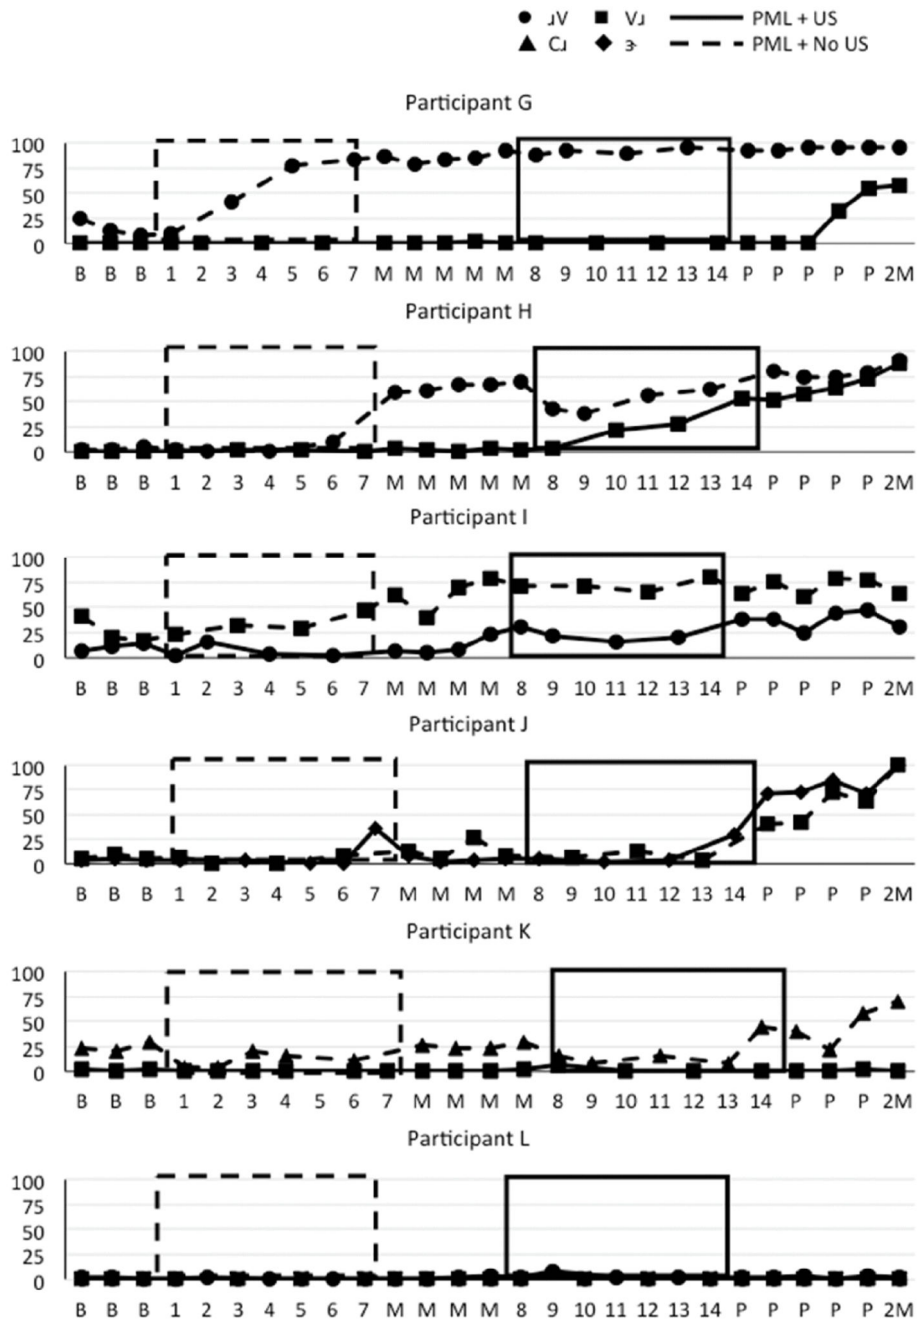 ɹV Vɹ PML + US
Cɹ PML + No US
Participant G
100
75
50
25
0
B B B 1 2 3 4 5 6 7 M M M M M 8 9 10 11 12 13 14 P P P P P 2M
Participant H
100
75
50
25
0
B B B 1 2 3 4 5 6 7 M M M M M 8 9 10 11 12 13 14 P P P P 2M
Participant I
100
75
50
25
0
B B B 1 2 3 4 5 6 7 M M M M 8 9 10 11 12 13 14 P P P P P 2M
Participant J
100
75
50
25
0
B B B 1 2 3 4 5 6 7 M M M M 8 9 10 11 12 13 14 P P P P 2M
Participant K
100
75
50
25
0
B B B 1 2 3 4 5 6 7 M M M M 8 9 10 11 12 13 14 P P P 2M
Participant L
100
75
50
25
0
B B B 1 2 3 4 5 6 7 M M M M 8 9 10 11 12 13 14 P P P P P 2M